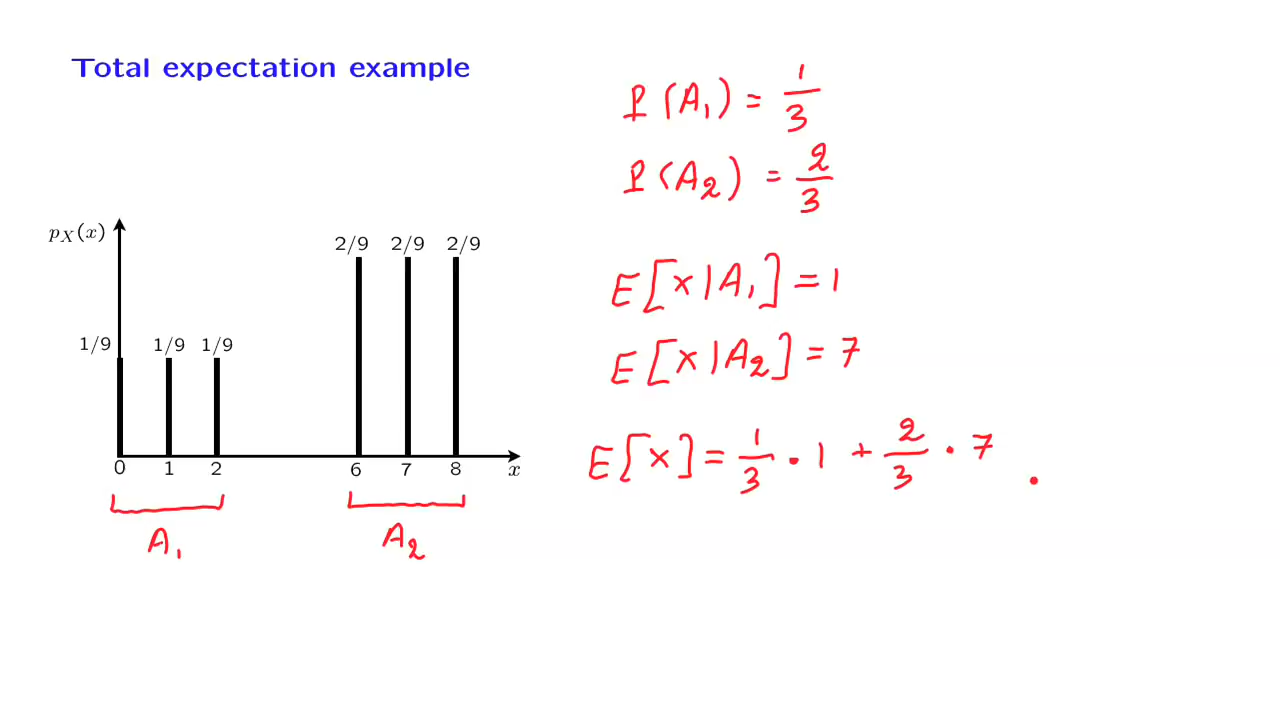 Total expectation example
P(A₁) = 1/3
P(A₂) = 2/3
p_X(x)
2/9 2/9 2/9
E[X|A₁] = 1
1/9 1/9 1/9
E[X|A₂] = 7
E[X] = 1/3 · 1 + 2/3 · 7
0 1 2 6 7 8 x
A₁ A₂